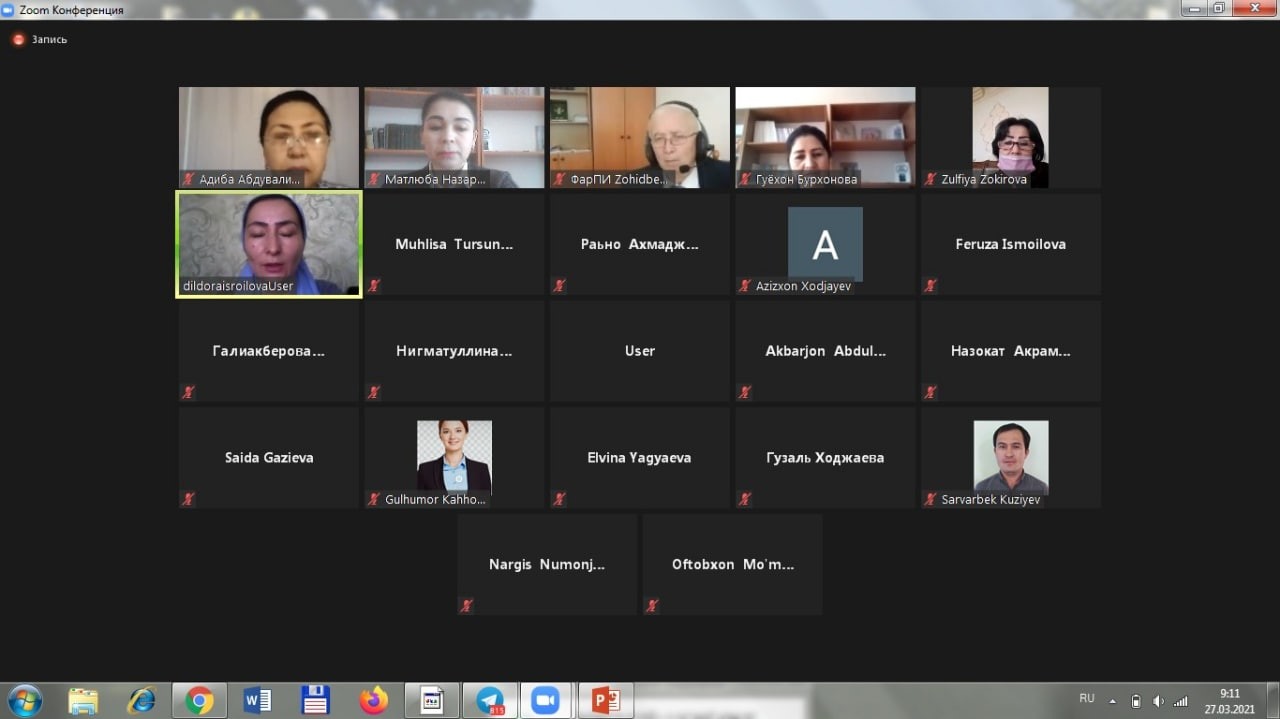 Zoom Конференция
Запись
Адиба Абдували...
Матлюба Назар...
ФарПИ Zohidbe...
Гуёхон Бурхонова
Zulfiya Zokirova
dildoraisroilovaUser
Muhlisa Tursun...
Раьно Ахмадж...
A
Azizxon Xodjayev
Feruza Ismoilova
Галиакберова...
Нигматуллина...
User
Akbarjon Abdul...
Назокат Акрам...
Saida Gazieva
Gulhumor Kahho...
Elvina Yagyaeva
Гузаль Ходжаева
Sarvarbek Kuziyev
Nargis Numonj...
Oftobxon Mo'm...
815
RU
9:11
27.03.2021